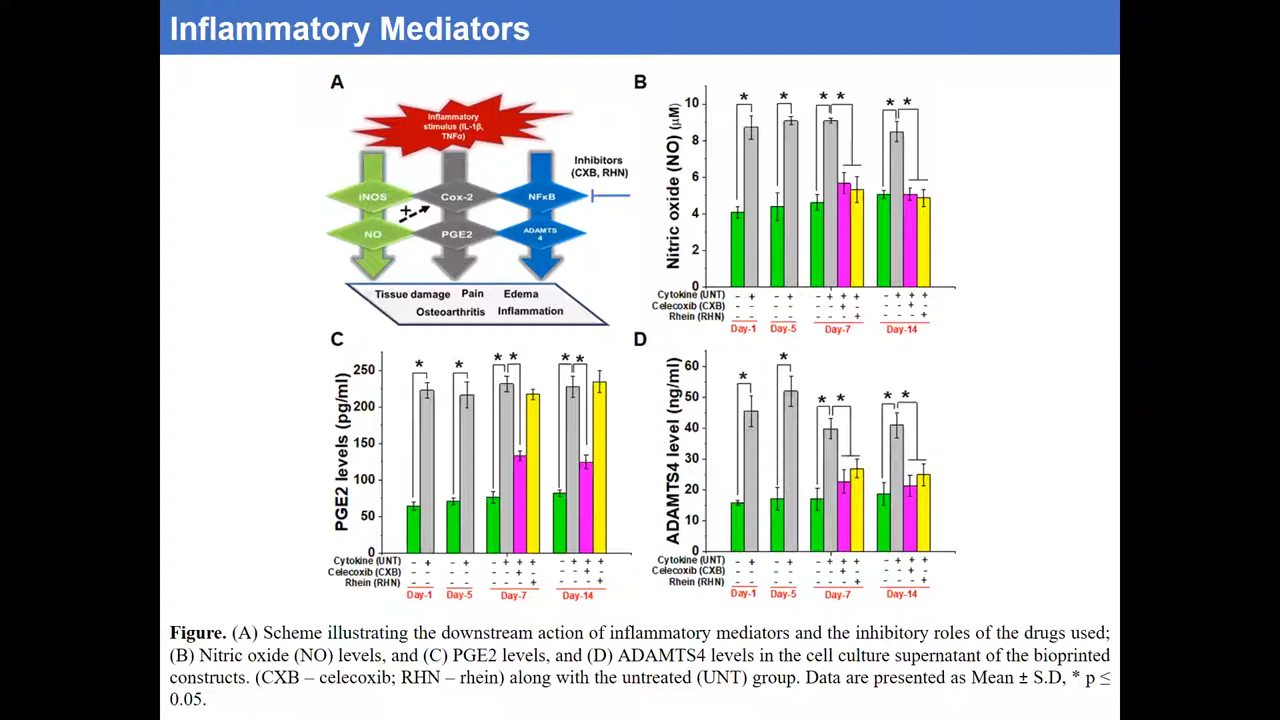 Inflammatory Mediators
A
Inflammatory
stimulus (IL-1β,
TNFα)
Inhibitors
(CXB, RHN)
iNOS
Cox-2
NFκB
+
NO
PGE2
ADAMTS
4
Tissue damage Pain Edema
Osteoarthritis Inflammation
B
Nitric oxide (NO) (μM)
10
8
6
4
2
0
* * * * * *
Cytokine (UNT) - + - + - + + + - + + +
Celecoxib (CXB) - - - - - - + - - - + -
Rhein (RHN) - - - - - - - + - - - +
Day-1 Day-5 Day-7 Day-14
C
PGE2 levels (pg/ml)
250
200
150
100
50
0
* * * * * *
Cytokine (UNT) - + - + - + + + - + + +
Celecoxib (CXB) - - - - - - + - - - + -
Rhein (RHN) - - - - - - - + - - - +
Day-1 Day-5 Day-7 Day-14
D
ADAMTS4 level (ng/ml)
60
50
40
30
20
10
0
* * * * * *
Cytokine (UNT) - + - + - + + + - + + +
Celecoxib (CXB) - - - - - - + - - - + -
Rhein (RHN) - - - - - - - + - - - +
Day-1 Day-5 Day-7 Day-14
Figure. (A) Scheme illustrating the downstream action of inflammatory mediators and the inhibitory roles of the drugs used;
(B) Nitric oxide (NO) levels, and (C) PGE2 levels, and (D) ADAMTS4 levels in the cell culture supernatant of the bioprinted
constructs. (CXB – celecoxib; RHN – rhein) along with the untreated (UNT) group. Data are presented as Mean ± S.D, * p ≤
0.05.